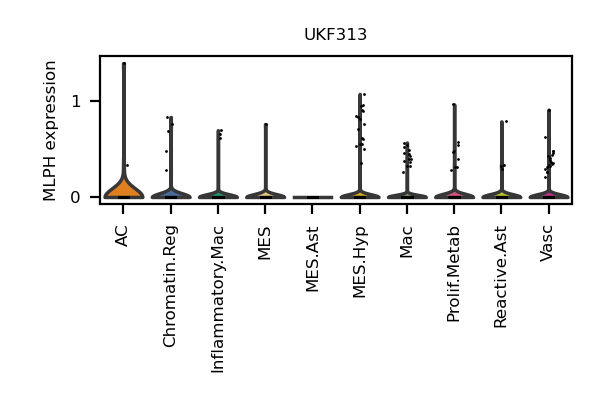 UKF313
MLPH expression
1
0
AC
Chromatin.Reg
Inflammatory.Mac
MES
MES.Ast
MES.Hyp
Mac
Prolif.Metab
Reactive.Ast
Vasc